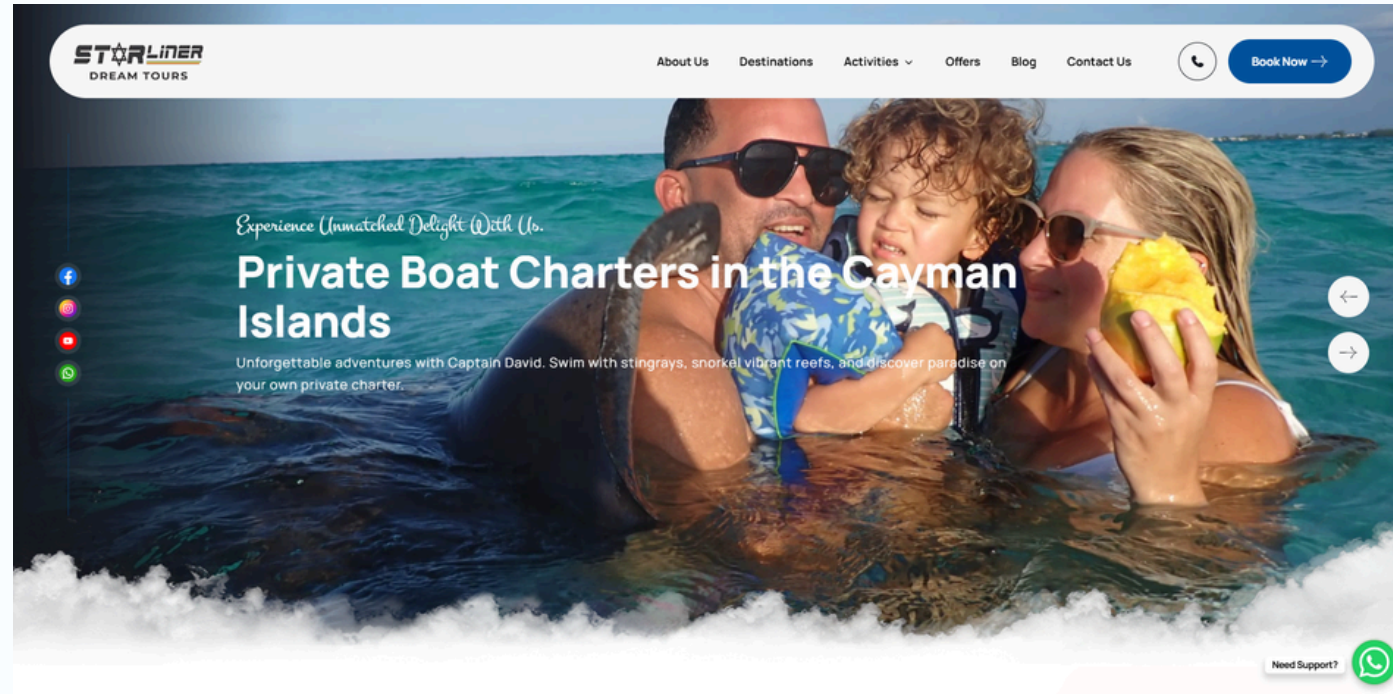 STARLINER
DREAM TOURS
About Us
Destinations
Activities
Offers
Blog
Contact Us
Book Now
Experience Unmatched Delight With Us.
Private Boat Charters in the Cayman
Islands
Unforgettable adventures with Captain David. Swim with stingrays, snorkel vibrant reefs, and discover paradise on
your own private charter.
Need Support?